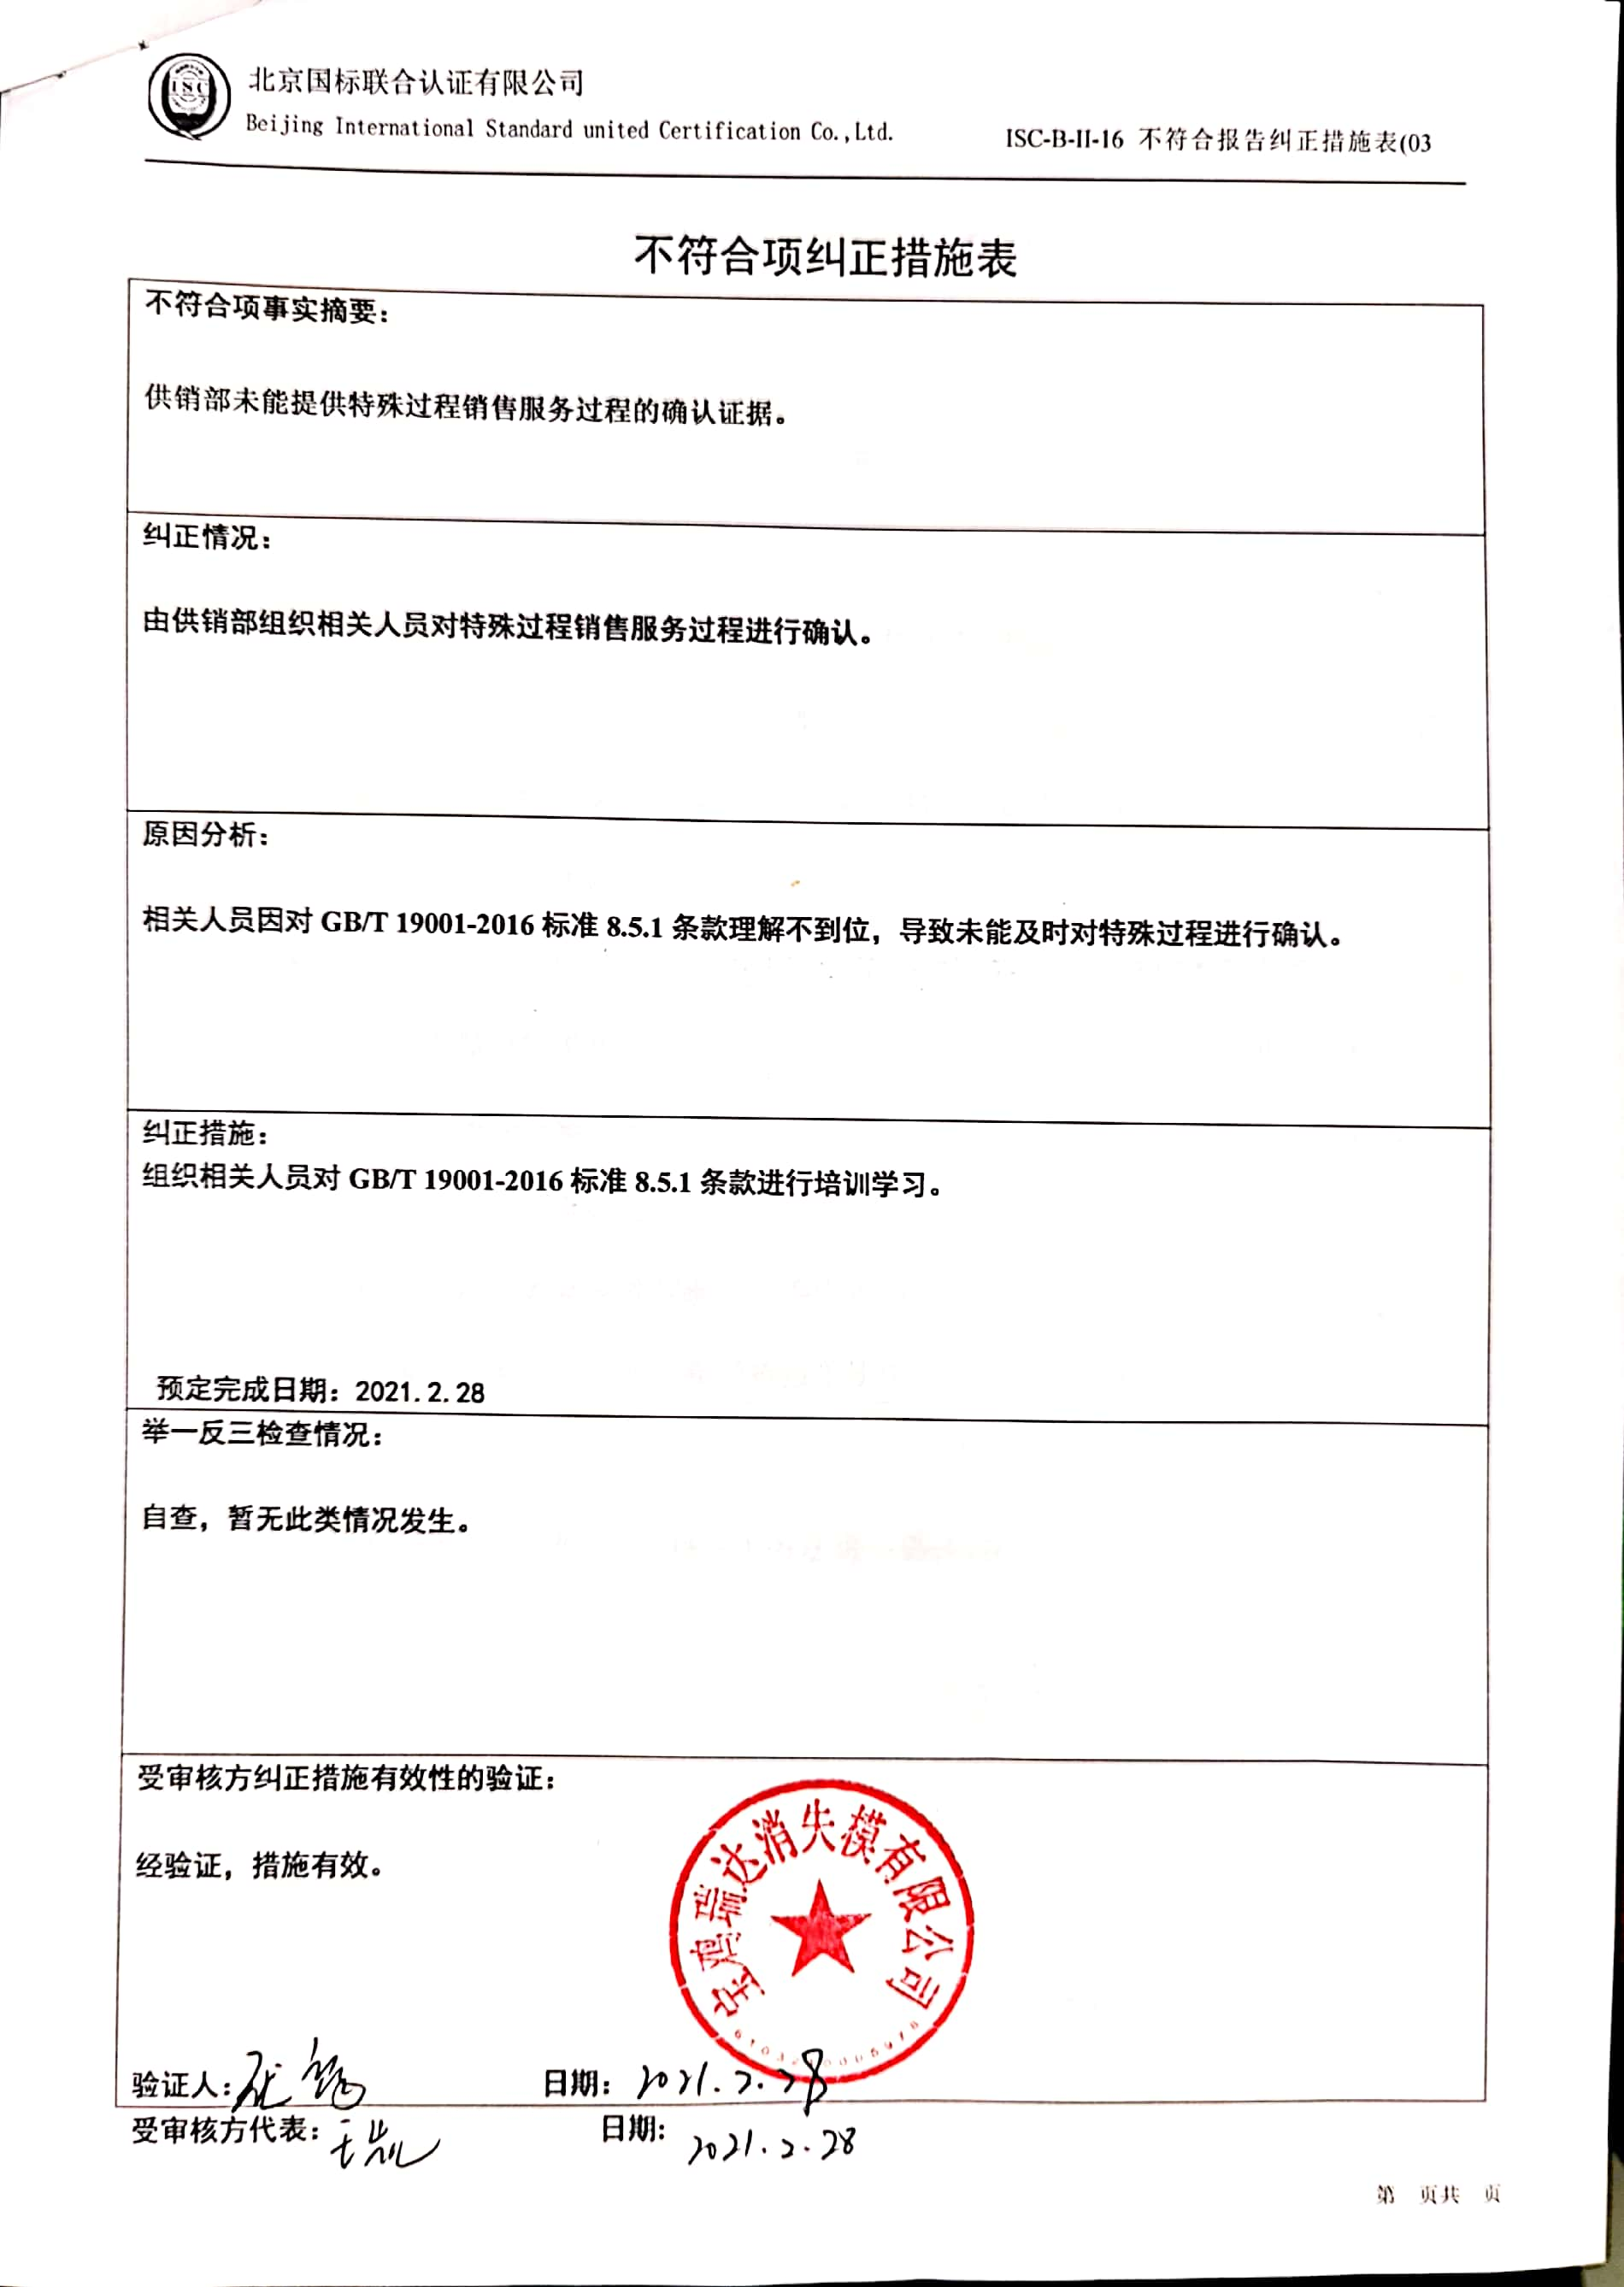 ISC
北京国标联合认证有限公司
Beijing International Standard united Certification Co.,Ltd.
ISC-B-II-16 不符合报告纠正措施表(03
不符合项纠正措施表
不符合项事实摘要：
供销部未能提供特殊过程销售服务过程的确认证据。
纠正情况：
由供销部组织相关人员对特殊过程销售服务过程进行确认。
原因分析：
相关人员因对 GB/T 19001-2016 标准 8.5.1 条款理解不到位，导致未能及时对特殊过程进行确认。
纠正措施：
组织相关人员对 GB/T 19001-2016 标准 8.5.1 条款进行培训学习。
预定完成日期：2021.2.28
举一反三检查情况：
自查，暂无此类情况发生。
受审核方纠正措施有效性的验证：
经验证，措施有效。
宝鸡瑞达消失模有限公司
验证人：
日期：2021.2.28
受审核方代表：
日期：2021.2.28
第 页共 页